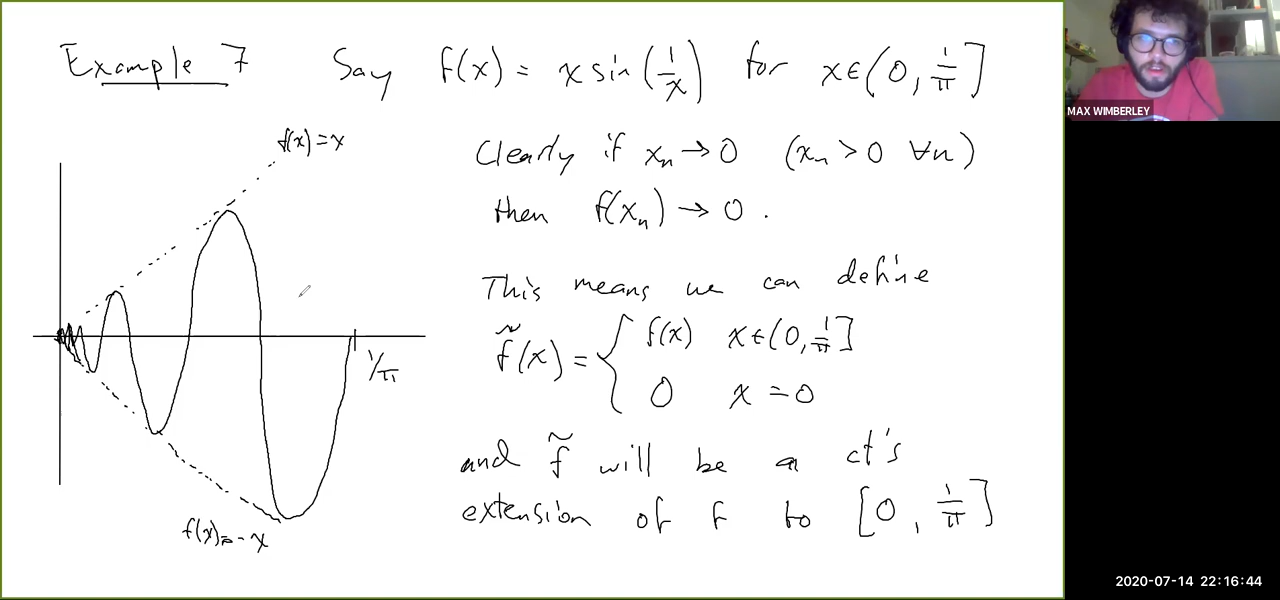 Example 7 Say f(x) = x sin(1/x) for x∈(0, 1/π]
f(x)=x
Clearly if xₙ→0 (xₙ>0 ∀n)
then f(xₙ)→0.
This means we can define
f̃(x) = { f(x) x∈(0, 1/π]
0 x=0
and f̃ will be a ct's
extension of f to [0, 1/π]
1/π
f(x)=-x
MAX WIMBERLEY
2020-07-14 22:16:44